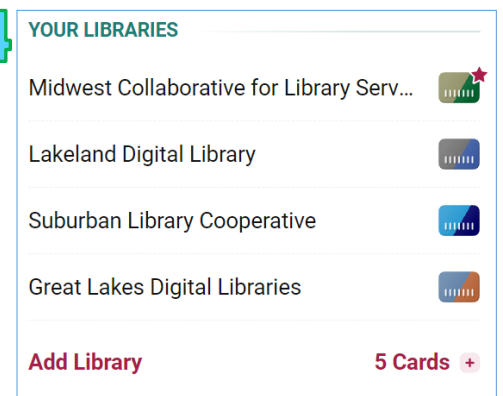 YOUR LIBRARIES
Midwest Collaborative for Library Serv...
Lakeland Digital Library
Suburban Library Cooperative
Great Lakes Digital Libraries
Add Library 5 Cards +